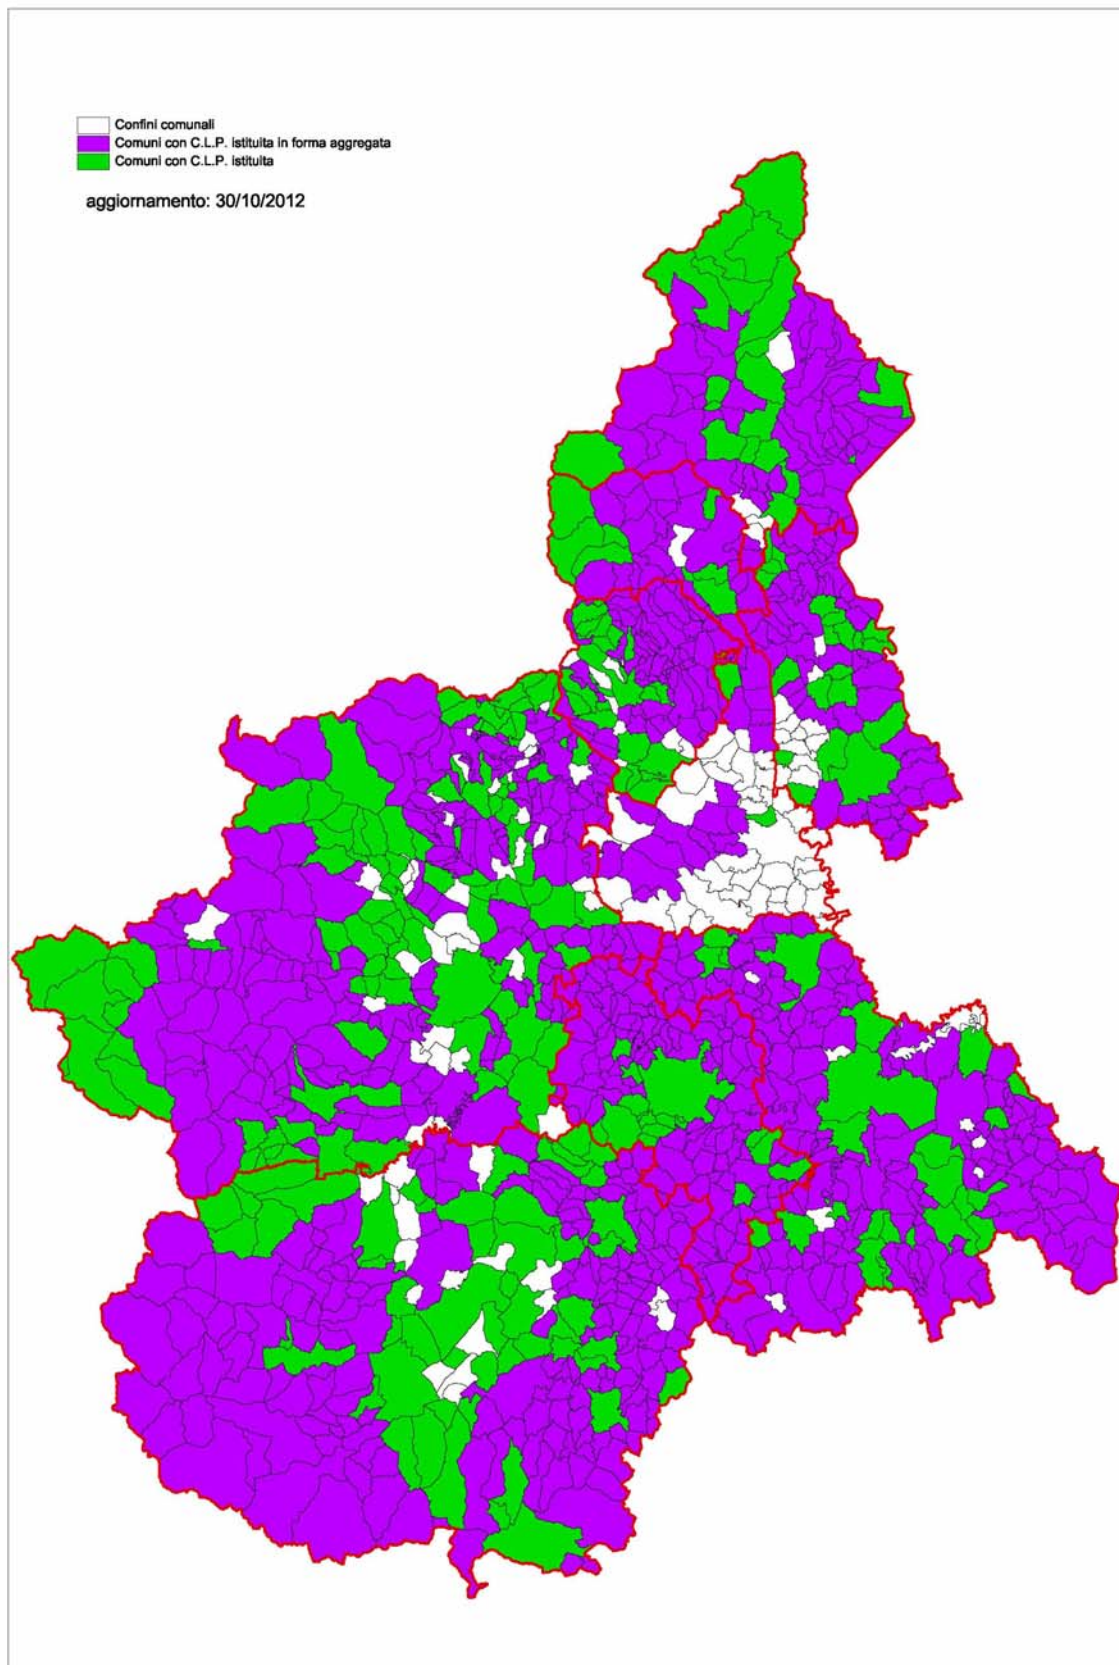 Confini comunali
Comuni con C.L.P. istituita in forma aggregata
Comuni con C.L.P. istituita
aggiornamento: 30/10/2012